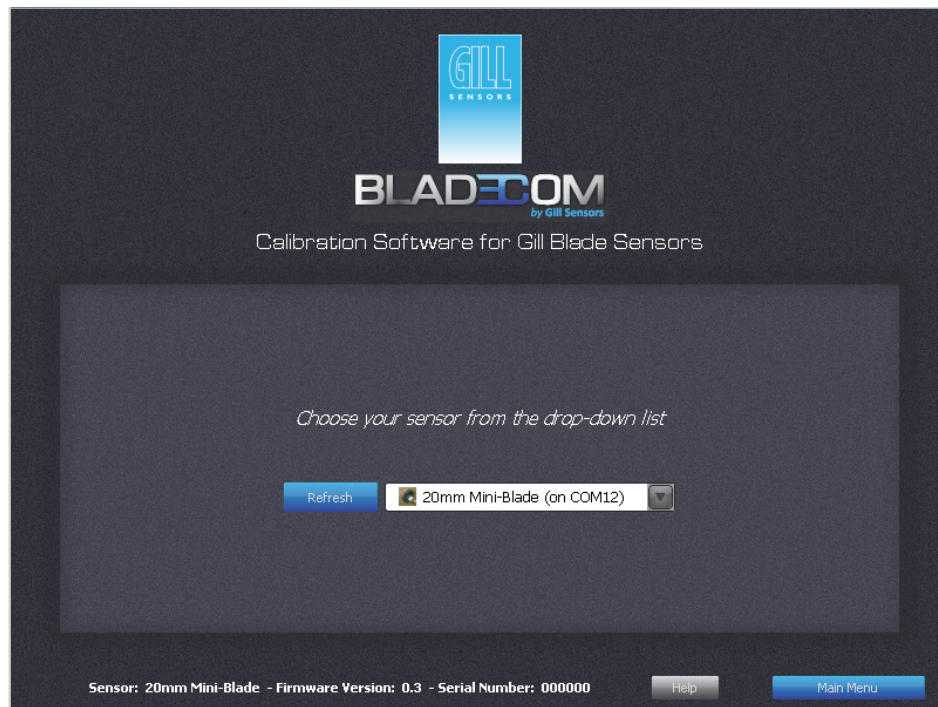 GILL
SENSORS
BLADECOM
by Gill Sensors
Calibration Software for Gill Blade Sensors
Choose your sensor from the drop-down list
Refresh
20mm Mini-Blade (on COM12)
Sensor: 20mm Mini-Blade - Firmware Version: 0.3 - Serial Number: 000000
Help
Main Menu